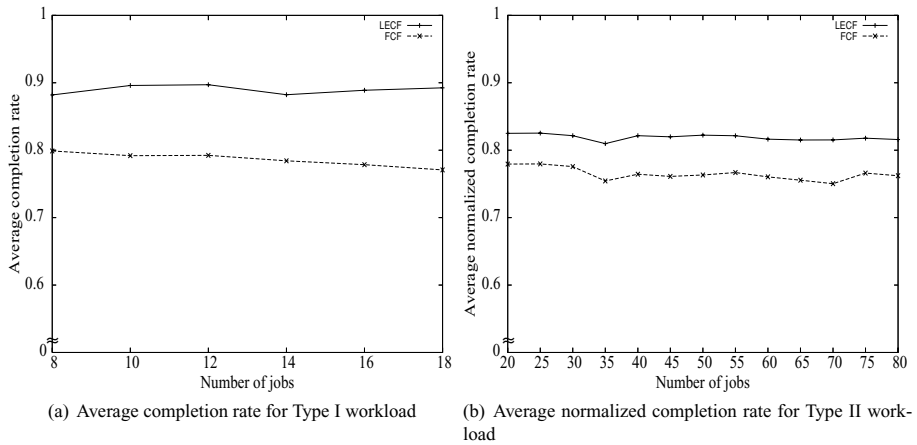 1
0.9
0.8
0.7
0.6
0
Average completion rate
LECF
FCF
8 10 12 14 16 18
Number of jobs
(a) Average completion rate for Type I workload
1
0.9
0.8
0.7
0.6
0
Average normalized completion rate
LECF
FCF
20 25 30 35 40 45 50 55 60 65 70 75 80
Number of jobs
(b) Average normalized completion rate for Type II work-
load